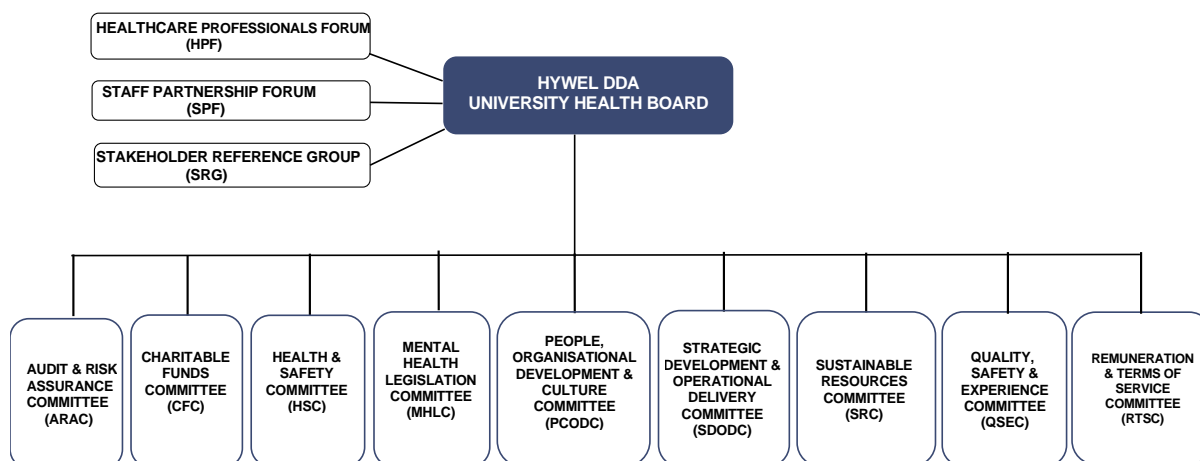 HEALTHCARE PROFESSIONALS FORUM
(HPF)
STAFF PARTNERSHIP FORUM
(SPF)
STAKEHOLDER REFERENCE GROUP
(SRG)
HYWEL DDA
UNIVERSITY HEALTH BOARD
AUDIT & RISK
ASSURANCE
COMMITTEE
(ARAC)
CHARITABLE
FUNDS
COMMITTEE
(CFC)
HEALTH &
SAFETY
COMMITTEE
(HSC)
MENTAL
HEALTH
LEGISLATION
COMMITTEE
(MHLC)
PEOPLE,
ORGANISATIONAL
DEVELOPMENT &
CULTURE
COMMITTEE
(PCODC)
STRATEGIC
DEVELOPMENT &
OPERATIONAL
DELIVERY
COMMITTEE
(SDODC)
SUSTAINABLE
RESOURCES
COMMITTEE
(SRC)
QUALITY,
SAFETY &
EXPERIENCE
COMMITTEE
(QSEC)
REMUNERATION
& TERMS OF
SERVICE
COMMITTEE
(RTSC)